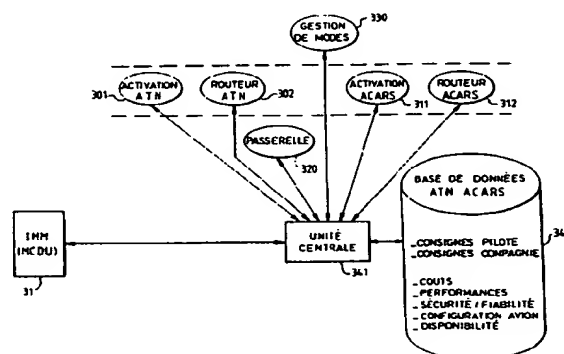 GESTION
DE MODES
330
ACTIVATION
ATN
301
ROUTEUR
ATN
302
ACTIVATION
ACARS
311
ROUTEUR
ACARS
312
PASSERELLE
320
BASE DE DONNÉES
ATN ACARS
IMM
(MCDU)
31
UNITÉ
CENTRALE
341
_CONSIGNES PILOTE
_CONSIGNES COMPAGNIE
_COUTS
_PERFORMANCES
_SÉCURITÉ / FIABILITÉ
_CONFIGURATION AVION
_DISPONIBILITÉ